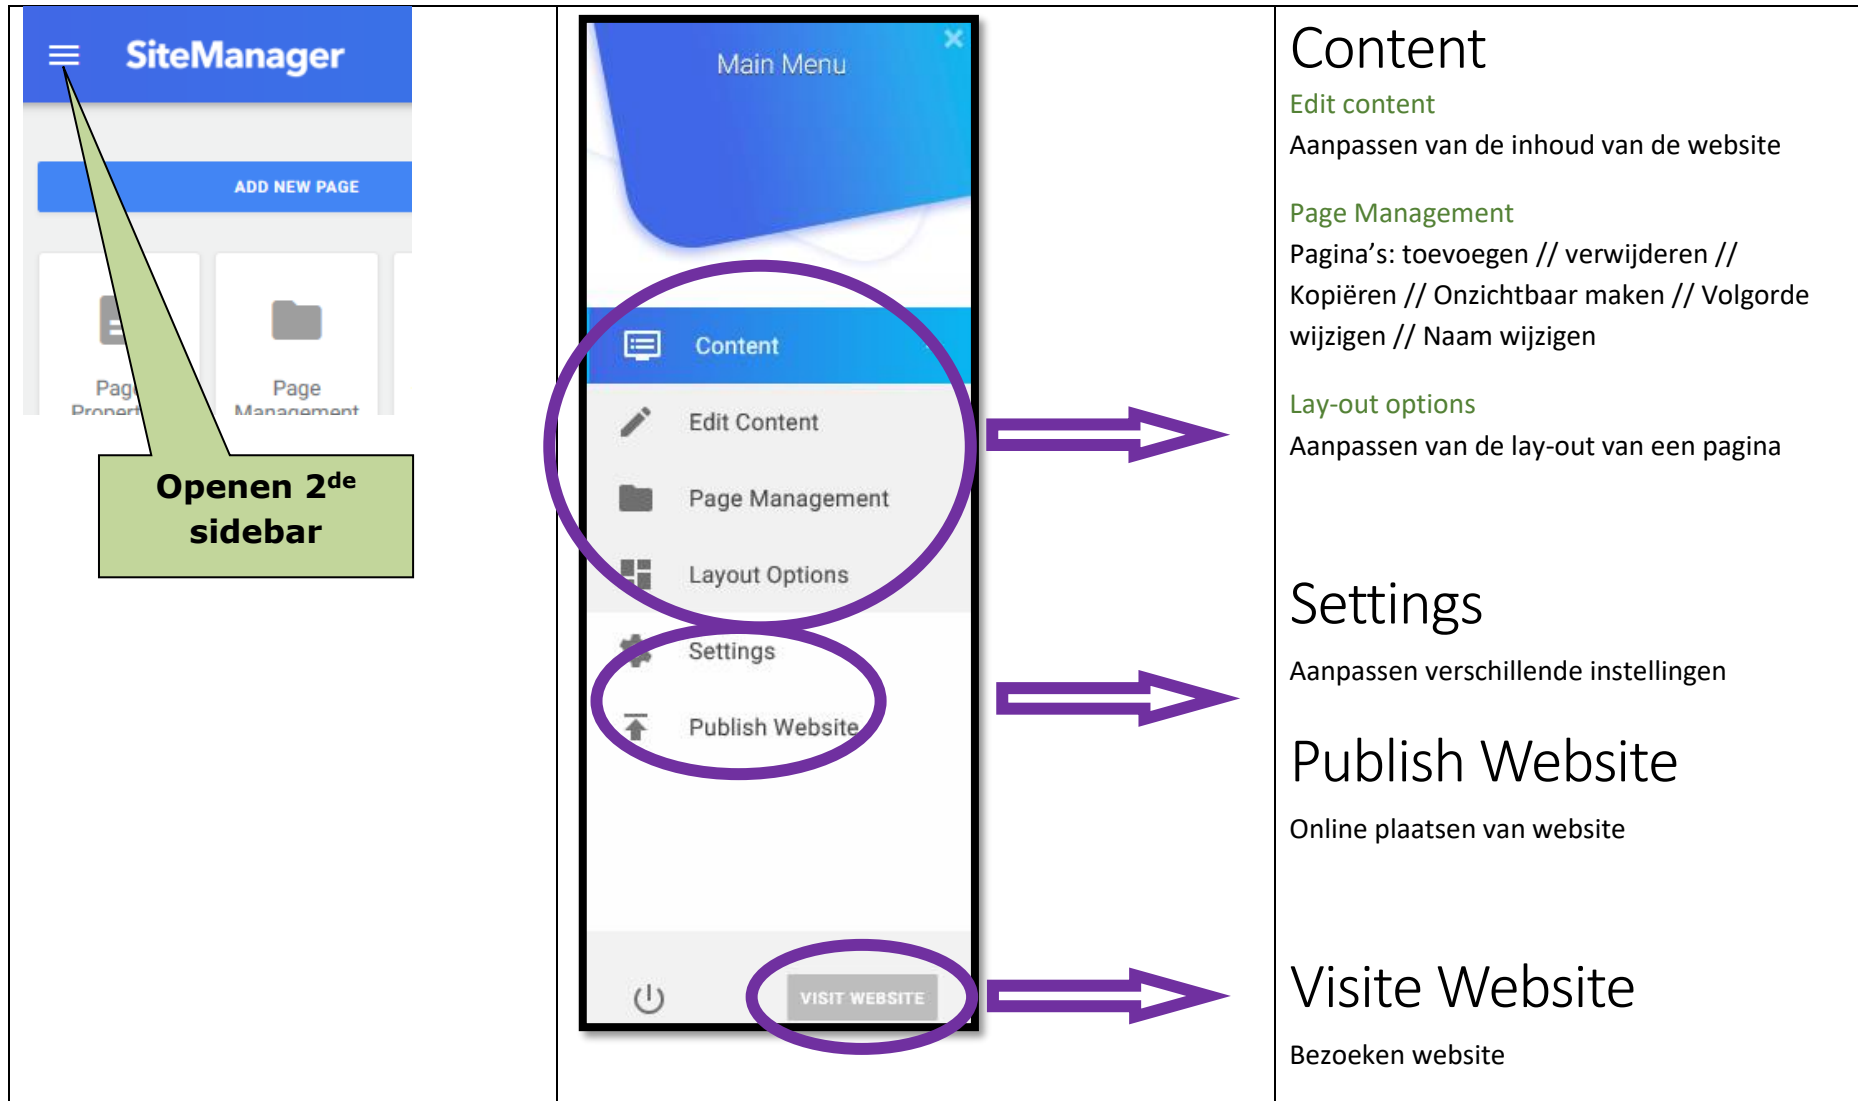 SiteManager
ADD NEW PAGE
Page
Management
Openen 2de
sidebar
Main Menu
Content
Edit Content
Page Management
Layout Options
Settings
Publish Website
VISIT WEBSITE
Content
Edit content
Aanpassen van de inhoud van de website
Page Management
Pagina’s: toevoegen // verwijderen //
Kopiëren // Onzichtbaar maken // Volgorde
wijzigen // Naam wijzigen
Lay-out options
Aanpassen van de lay-out van een pagina
Settings
Aanpassen verschillende instellingen
Publish Website
Online plaatsen van website
Visite Website
Bezoeken website